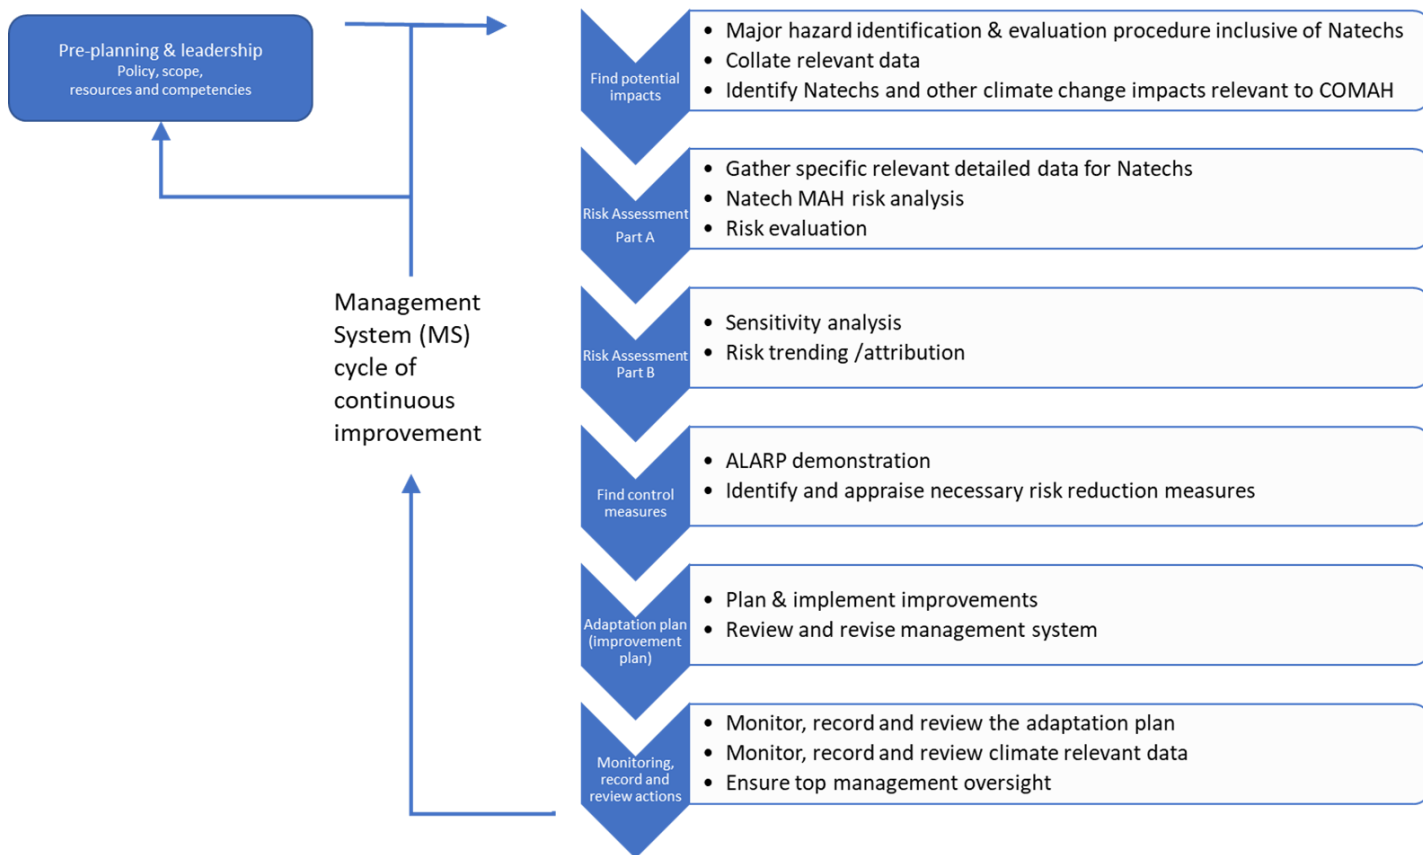 Pre-planning & leadership
Policy, scope,
resources and competencies
Management
System (MS)
cycle of
continuous
improvement
Find potential
impacts
• Major hazard identification & evaluation procedure inclusive of Natechs
• Collate relevant data
• Identify Natechs and other climate change impacts relevant to COMAH
Risk Assessment
Part A
• Gather specific relevant detailed data for Natechs
• Natech MAH risk analysis
• Risk evaluation
Risk Assessment
Part B
• Sensitivity analysis
• Risk trending /attribution
Find control
measures
• ALARP demonstration
• Identify and appraise necessary risk reduction measures
Adaptation plan
(improvement
plan)
• Plan & implement improvements
• Review and revise management system
Monitoring,
record and
review actions
• Monitor, record and review the adaptation plan
• Monitor, record and review climate relevant data
• Ensure top management oversight